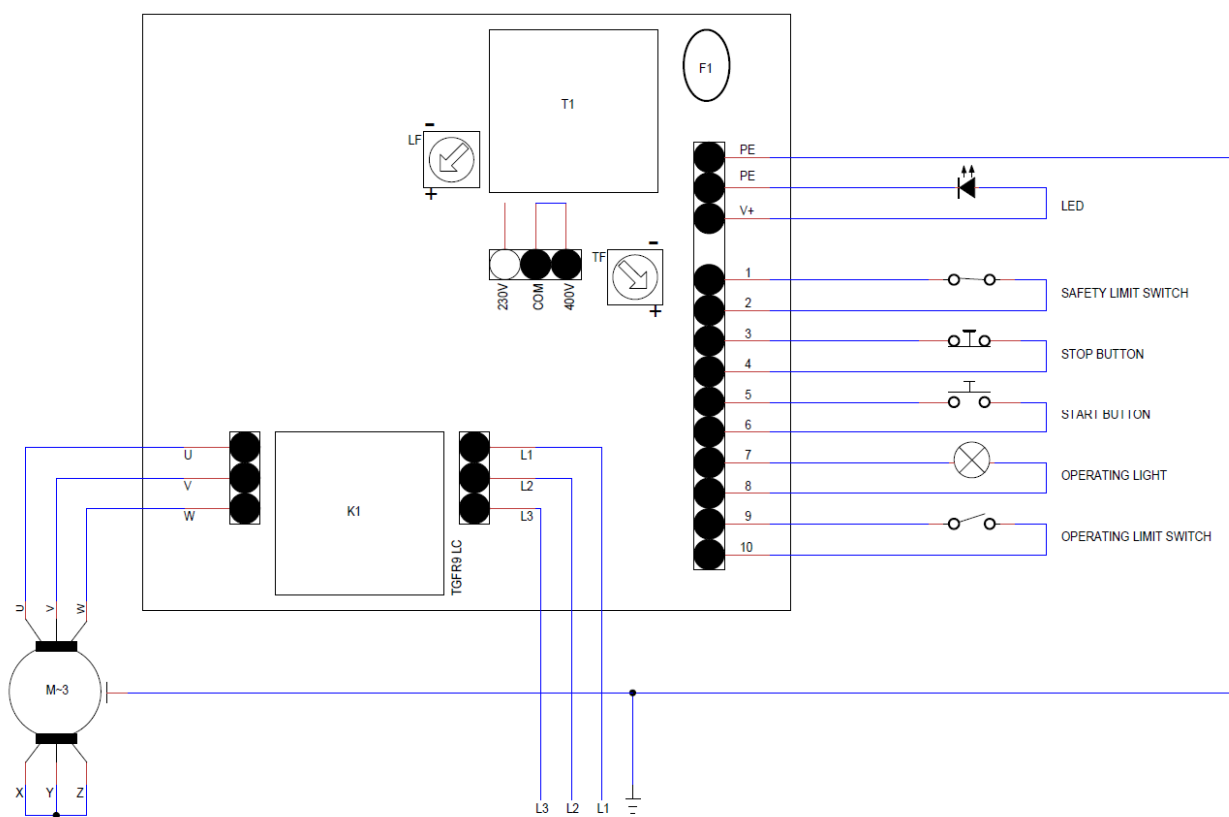 T1
F1
LF
-
+
PE
PE
V+
LED
230V
COM
400V
TF
-
+
1
SAFETY LIMIT SWITCH
2
3
STOP BUTTON
4
5
START BUTTON
6
7
OPERATING LIGHT
8
9
OPERATING LIMIT SWITCH
10
U
V
W
K1
L1
L2
L3
TGFR9 LC
U
V
W
M~3
X
Y
Z
L3
L2
L1